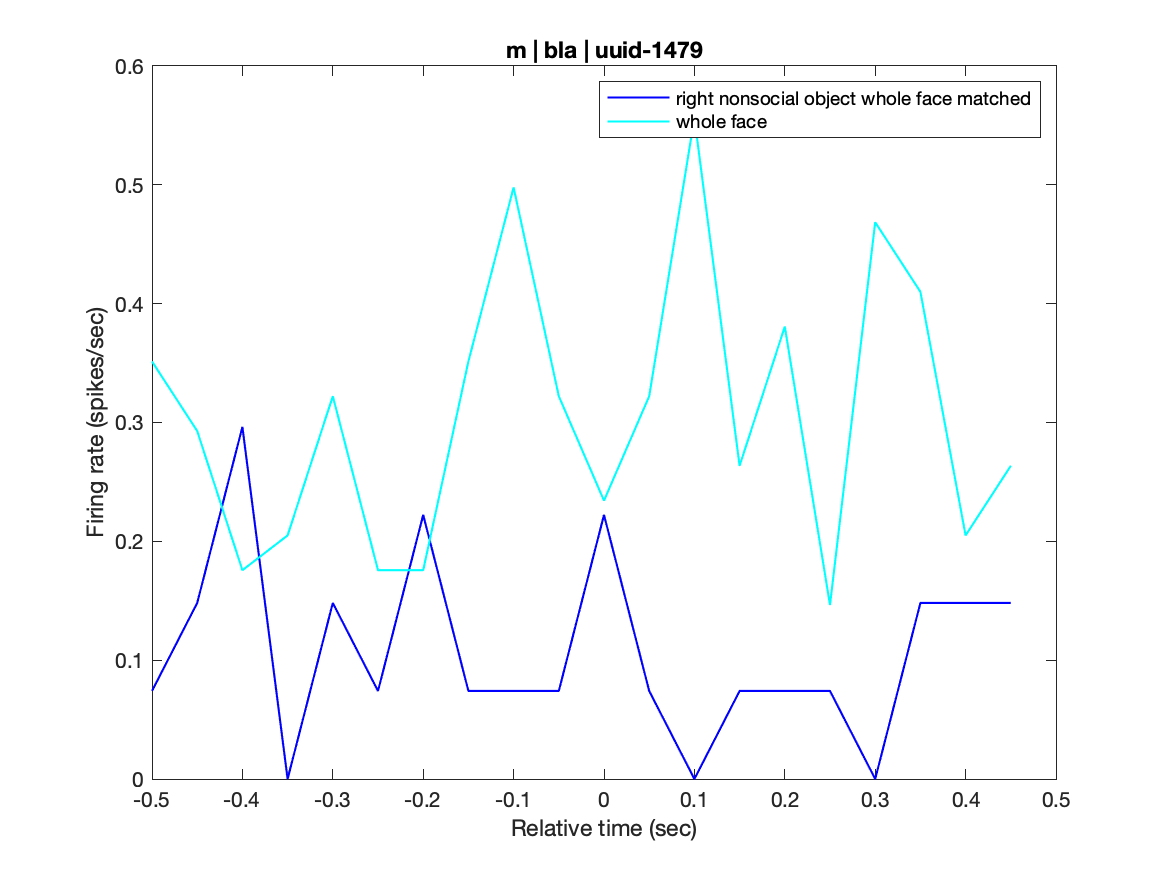 m | bla | uuid-1479
right nonsocial object whole face matched
whole face
Firing rate (spikes/sec)
0.6
0.5
0.4
0.3
0.2
0.1
0
-0.5 -0.4 -0.3 -0.2 -0.1 0 0.1 0.2 0.3 0.4 0.5
Relative time (sec)